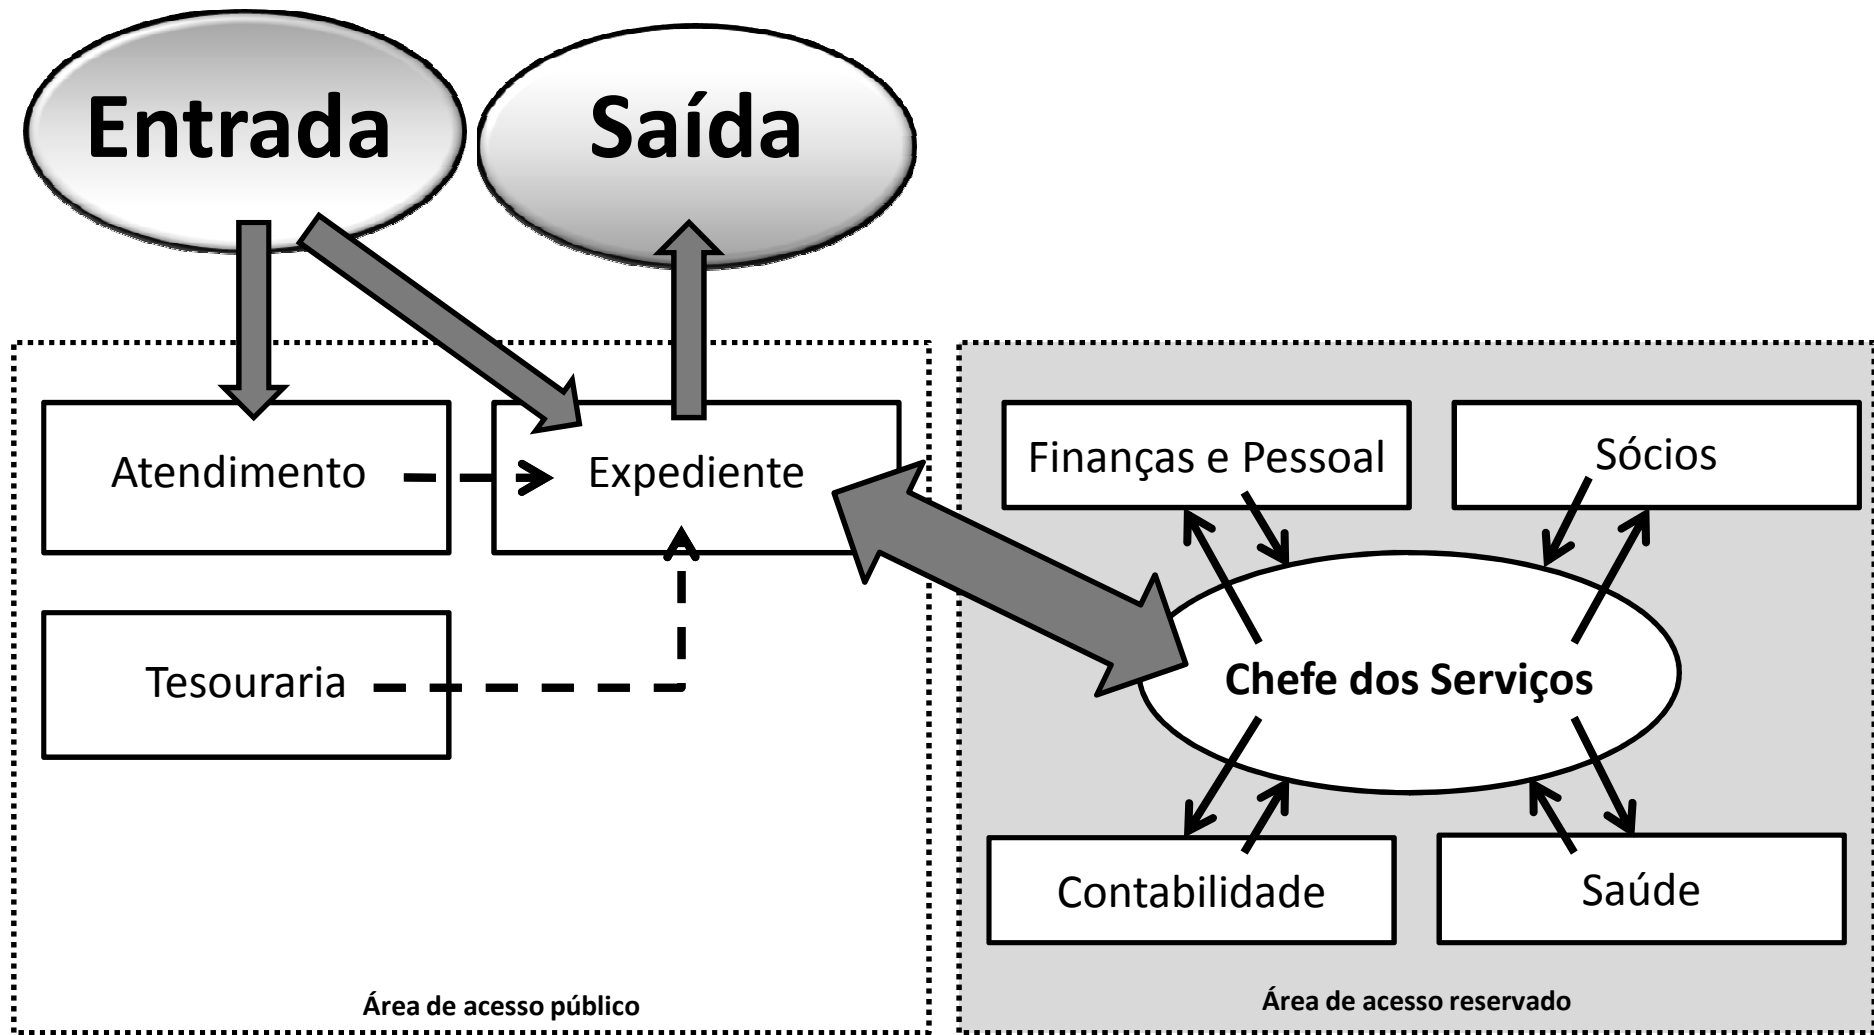 Entrada
Saída
Atendimento
Expediente
Tesouraria
Área de acesso público
Finanças e Pessoal
Sócios
Chefe dos Serviços
Contabilidade
Saúde
Área de acesso reservado